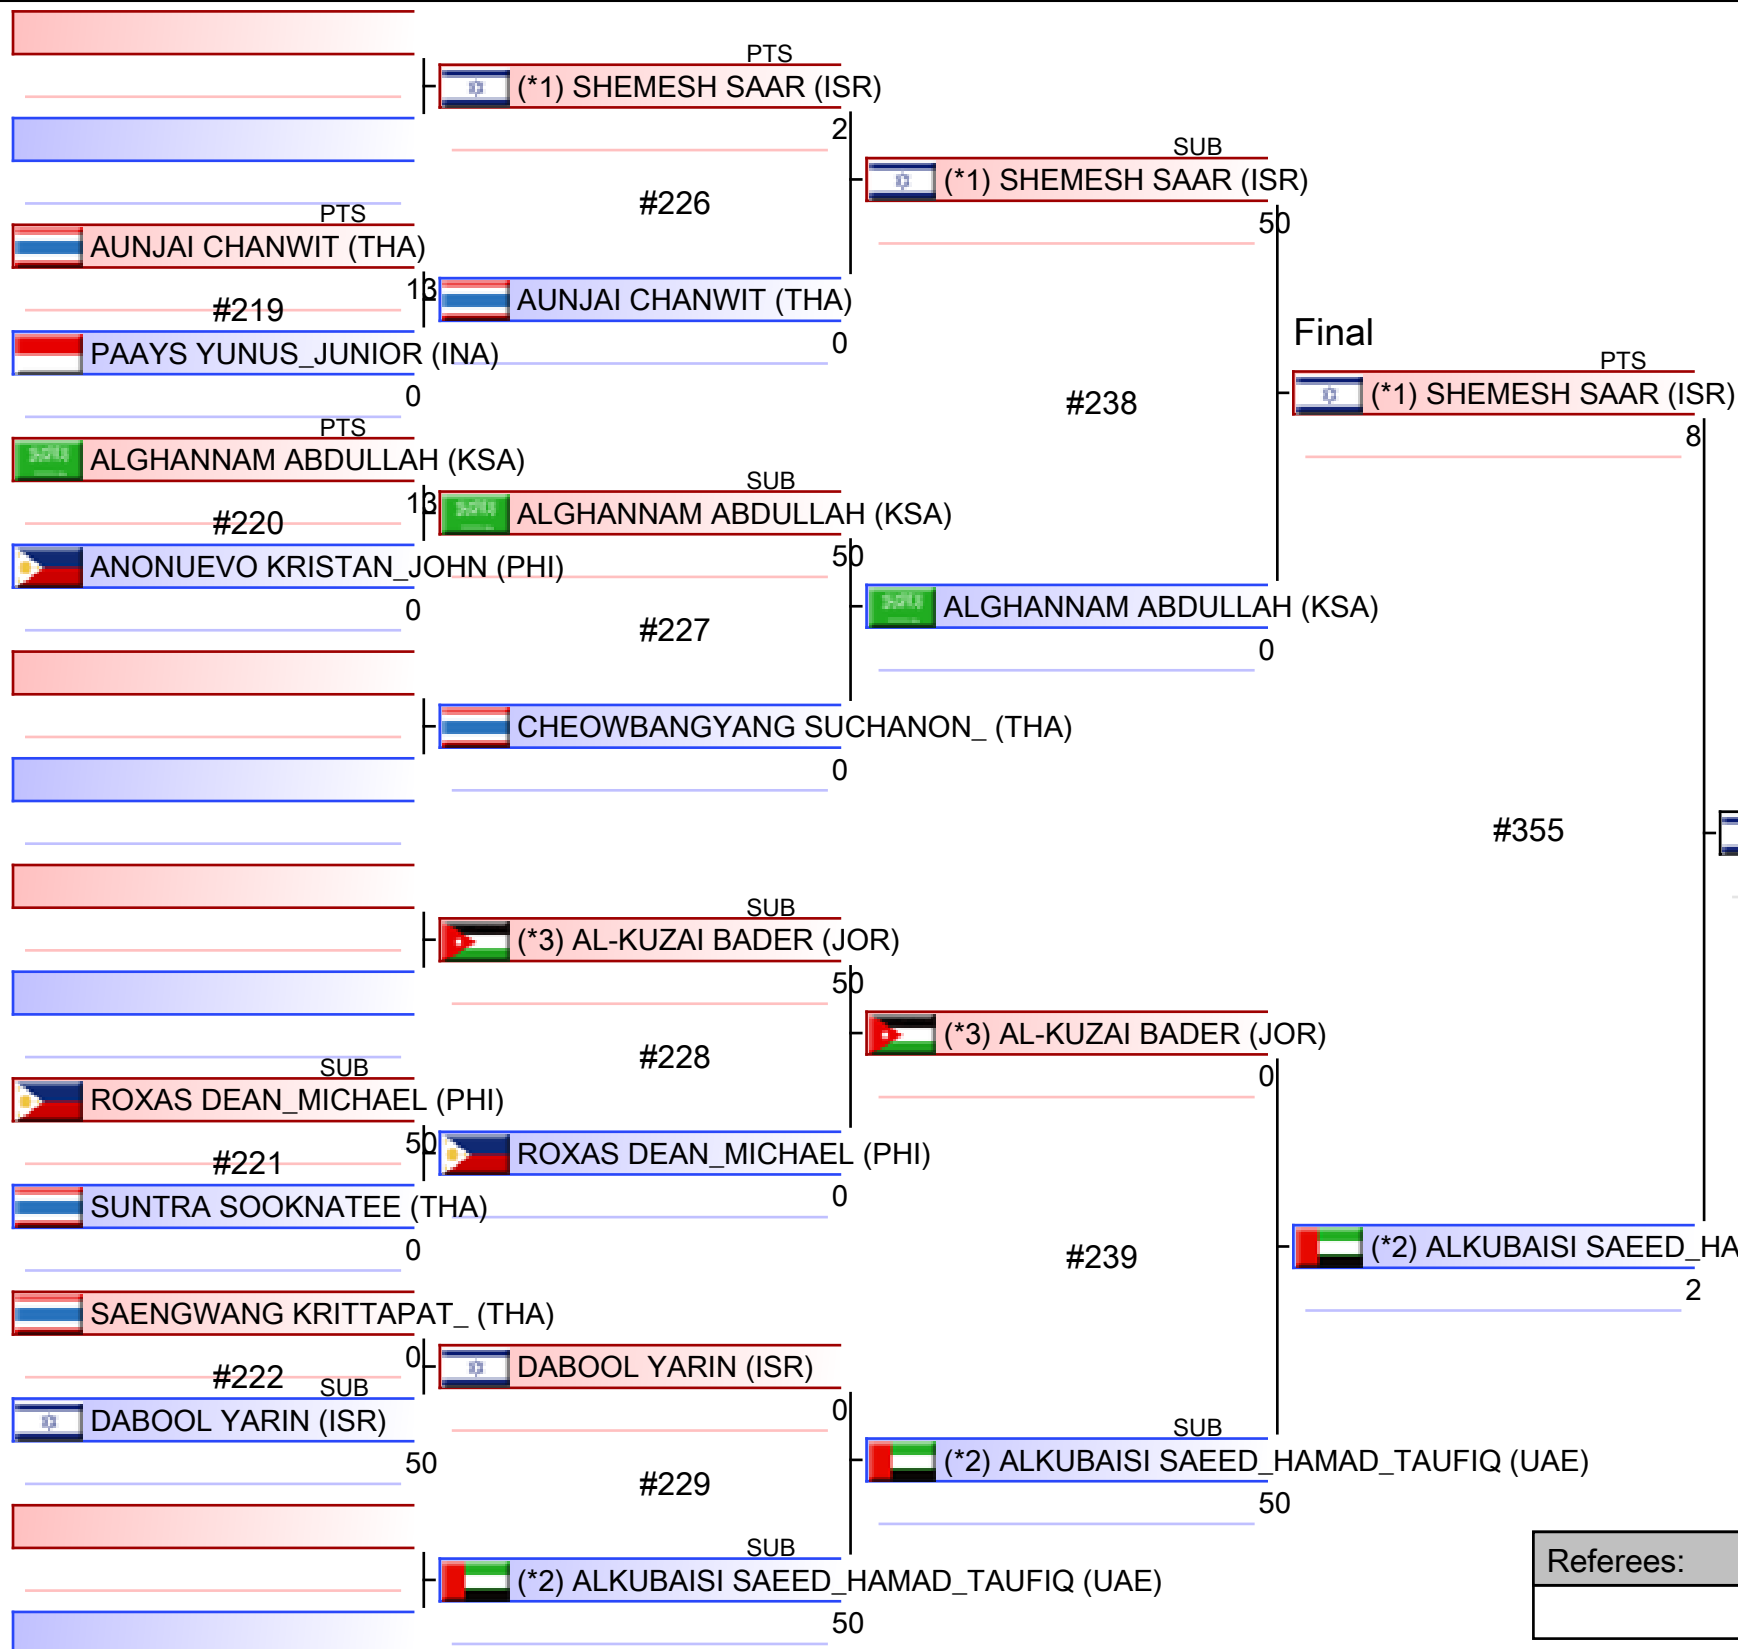 PTS
(*1) SHEMESH SAAR (ISR)
2
SUB
(*1) SHEMESH SAAR (ISR)
50
#226
PTS
AUNJAI CHANWIT (THA)
13
#219
AUNJAI CHANWIT (THA)
0
PAAYS YUNUS_JUNIOR (INA)
0
Final
PTS
(*1) SHEMESH SAAR (ISR)
8
#238
PTS
ALGHANNAM ABDULLAH (KSA)
13
#220
SUB
ALGHANNAM ABDULLAH (KSA)
50
ANONUEVO KRISTAN_JOHN (PHI)
0
#227
ALGHANNAM ABDULLAH (KSA)
0
CHEOWBANGYANG SUCHANON_ (THA)
0
#355
SUB
(*3) AL-KUZAI BADER (JOR)
50
(*3) AL-KUZAI BADER (JOR)
0
#228
SUB
ROXAS DEAN_MICHAEL (PHI)
50
#221
ROXAS DEAN_MICHAEL (PHI)
0
SUNTRA SOOKNATEE (THA)
0
#239
(*2) ALKUBAISI SAEED_HA
2
SAENGWANG KRITTAPAT_ (THA)
0
#222
SUB
DABOOL YARIN (ISR)
50
DABOOL YARIN (ISR)
0
#229
SUB
(*2) ALKUBAISI SAEED_HAMAD_TAUFIQ (UAE)
50
SUB
(*2) ALKUBAISI SAEED_HAMAD_TAUFIQ (UAE)
50
Referees: